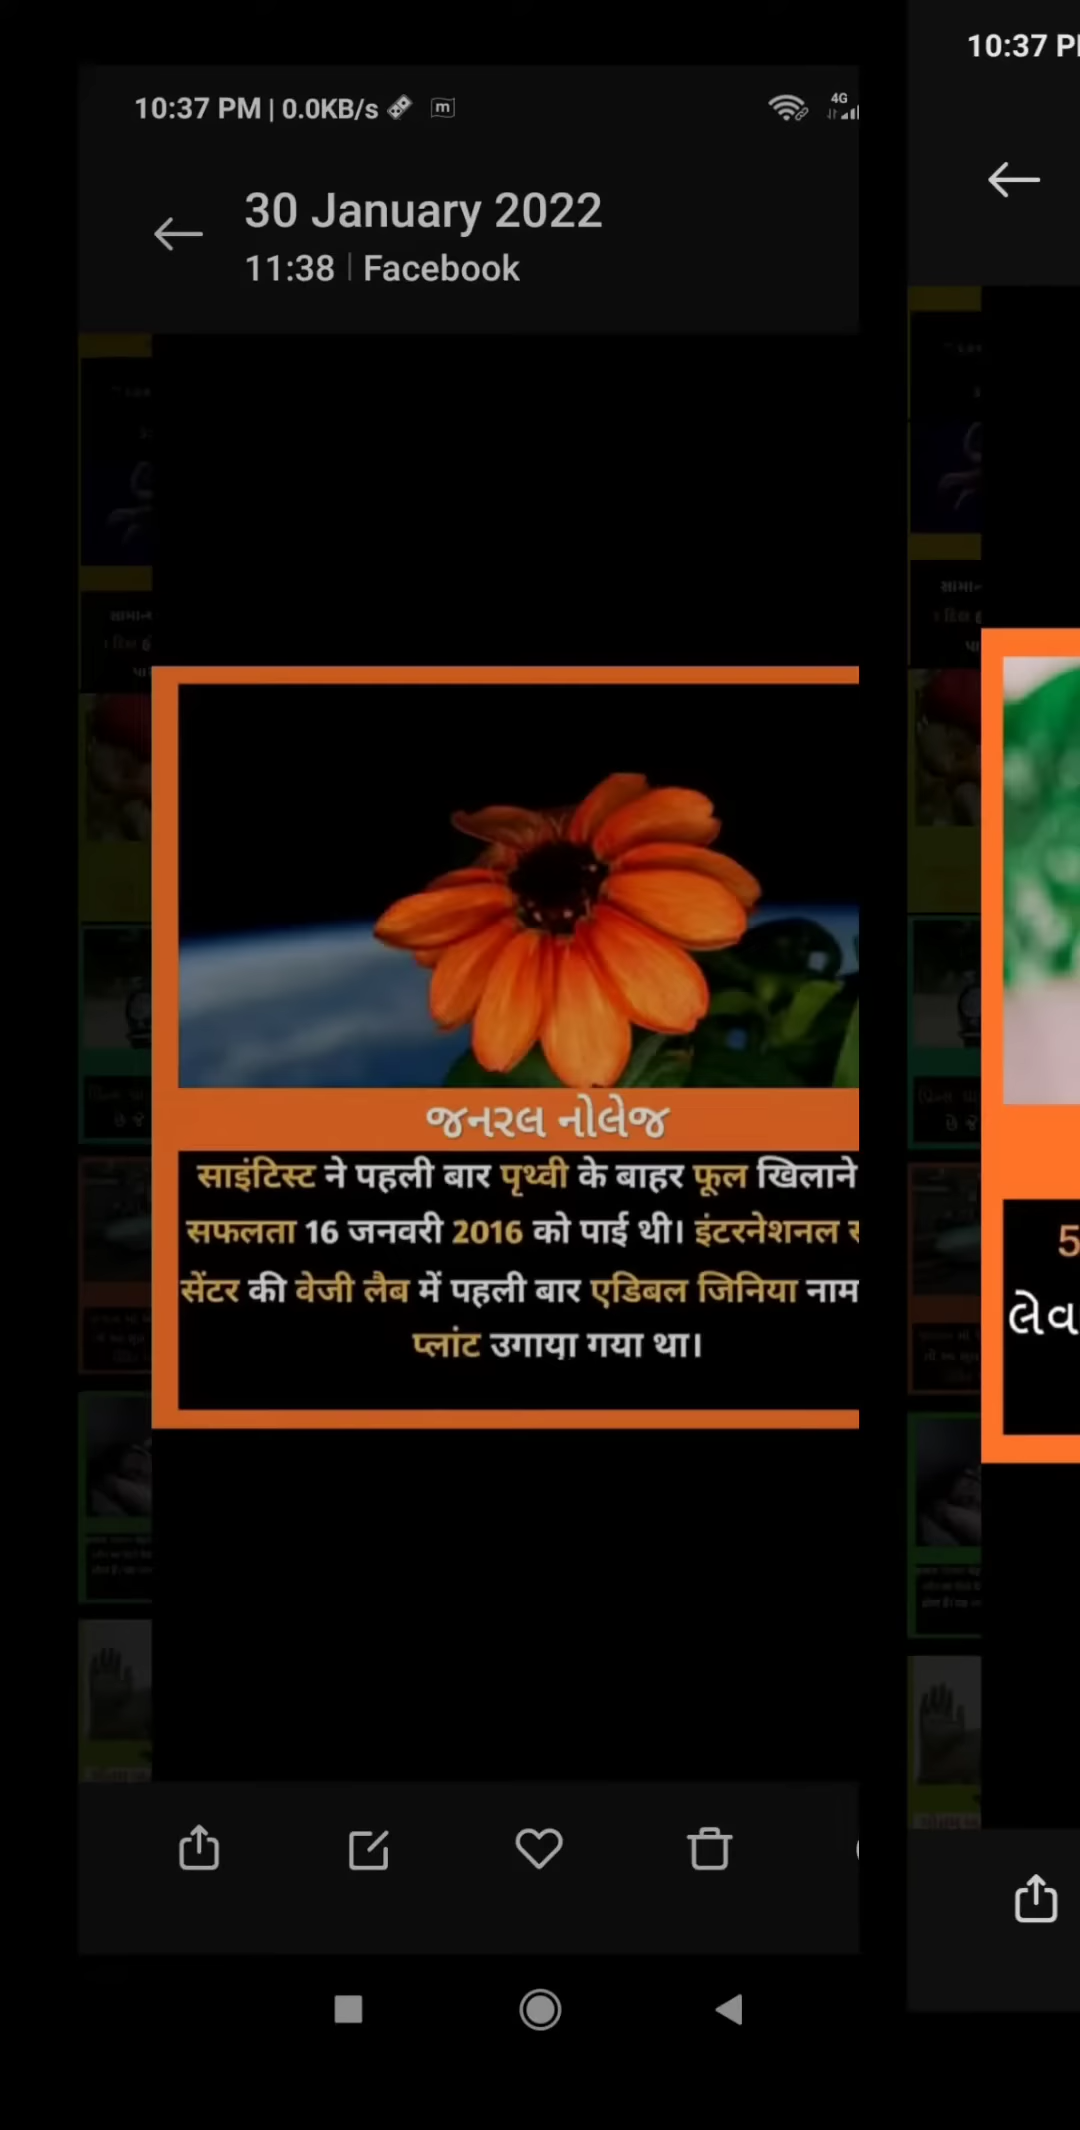 10:37 PM | 0.0KB/s
4G
30 January 2022
11:38 | Facebook
જનરલ નોલેજ
साइंटिस्ट ने पहली बार पृथ्वी के बाहर फूल खिलाने
सफलता 16 जनवरी 2016 को पाई थी। इंटरनेशनल
सेंटर की वेजी लैब में पहली बार एडिबल जिनिया नाम
प्लांट उगाया गया था।
10:37
5
લેવ